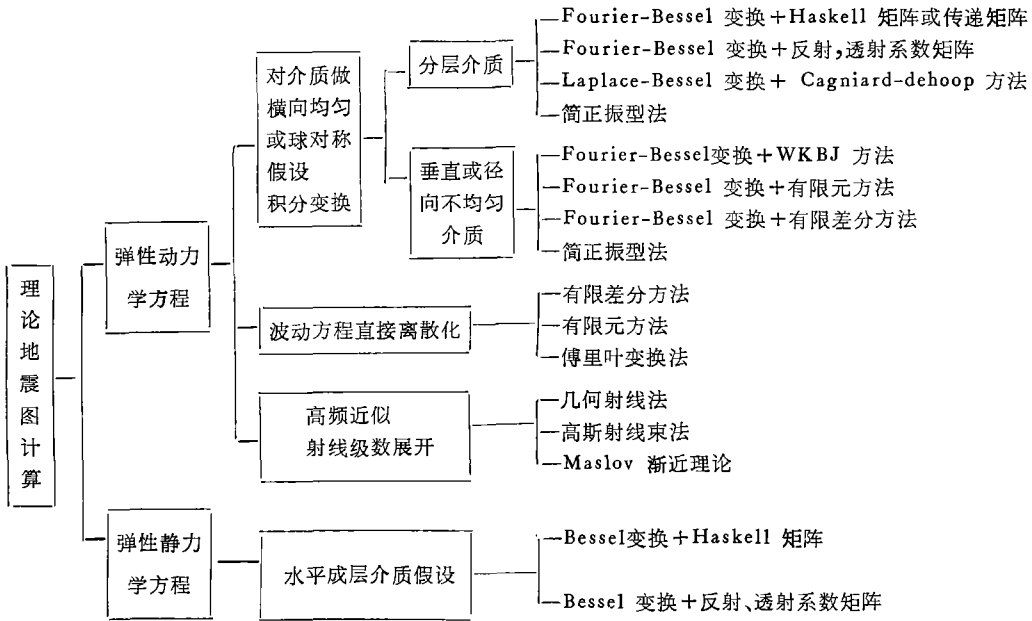 理
论
地
震
图
计
算
弹性动力
学方程
对介质做
横向均匀
或球对称
假设
积分变换
分层介质
Fourier-Bessel 变换+Haskell 矩阵或传递矩阵
Fourier-Bessel 变换+反射,透射系数矩阵
Laplace-Bessel 变换+ Cagniard-dehoop 方法
简正振型法
垂直或径
向不均匀
介质
Fourier-Bessel变换+WKBJ 方法
Fourier-Bessel 变换+有限元方法
Fourier-Bessel 变换+有限差分方法
简正振型法
波动方程直接离散化
有限差分方法
有限元方法
傅里叶变换法
高频近似
射线级数展开
几何射线法
高斯射线束法
Maslov 渐近理论
弹性静力
学方程
水平成层介质假设
Bessel变换+Haskell 矩阵
Bessel 变换+反射、透射系数矩阵